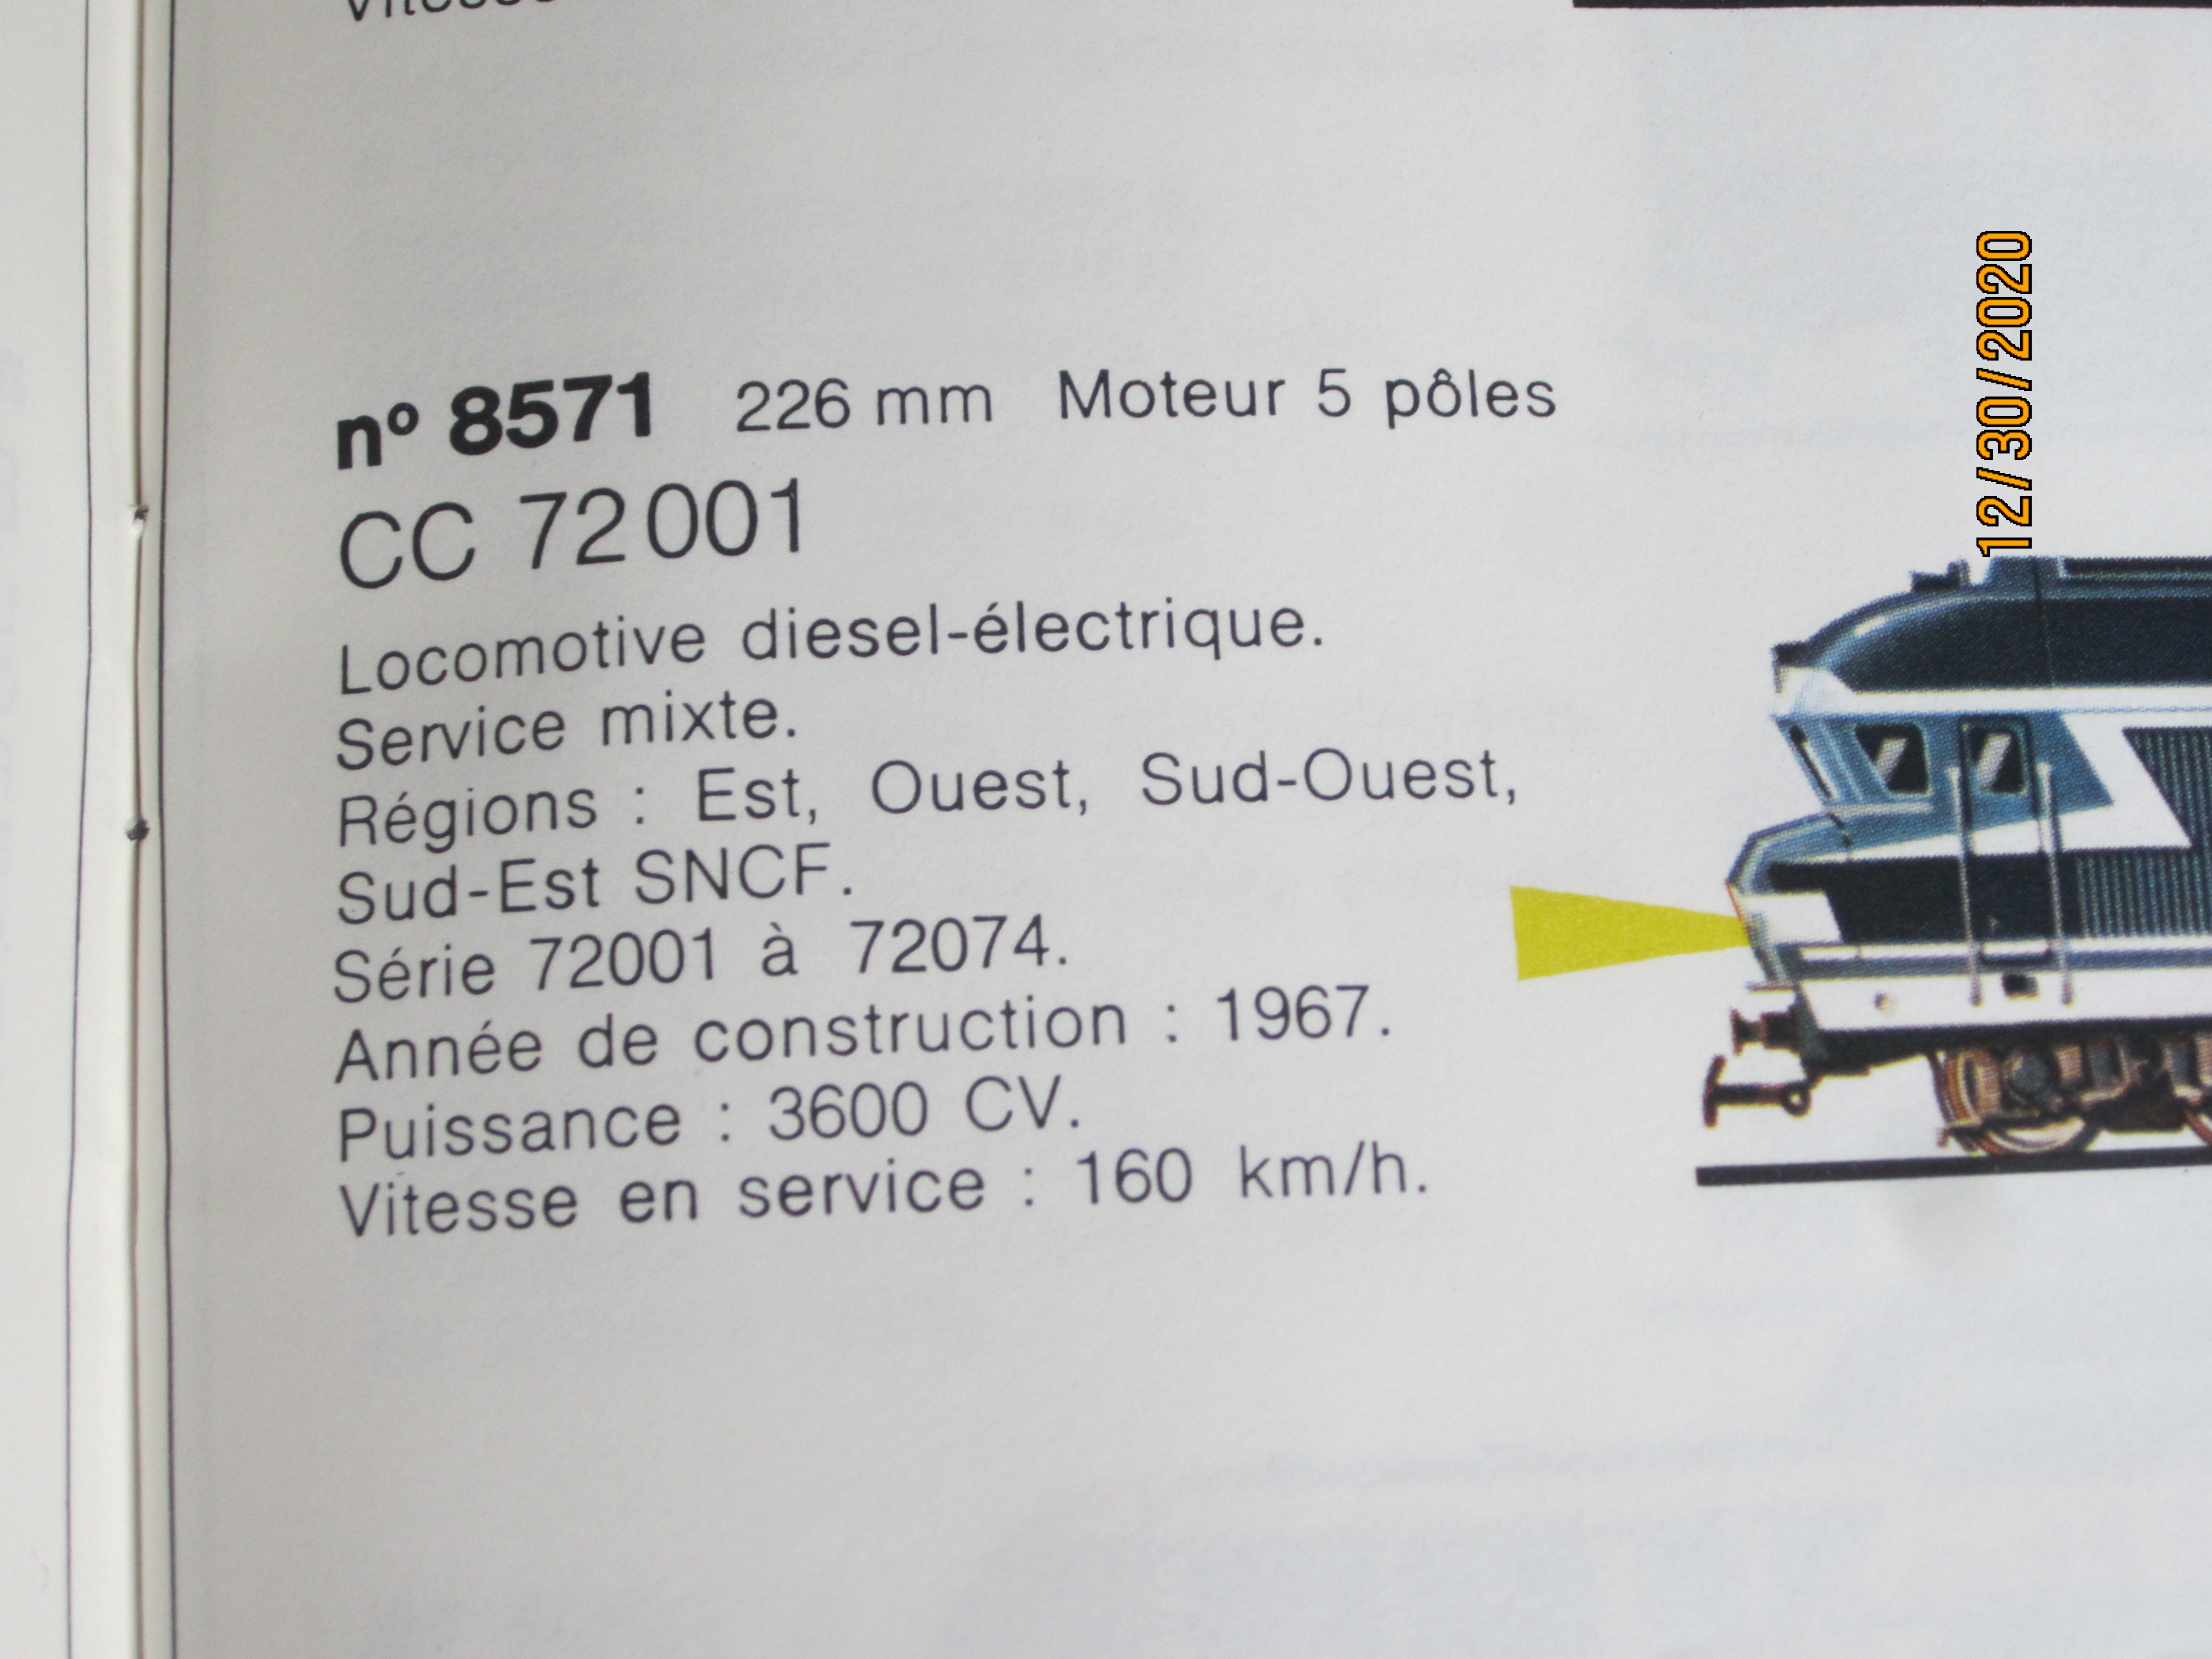 Vitesse
nº 8571 226 mm Moteur 5 pôles
CC 72001
Locomotive diesel-électrique.
Service mixte.
Régions : Est, Ouest, Sud-Ouest,
Sud-Est SNCF.
Série 72001 à 72074.
Année de construction : 1967.
Puissance : 3600 CV.
Vitesse en service : 160 km/h.
12/30/2020